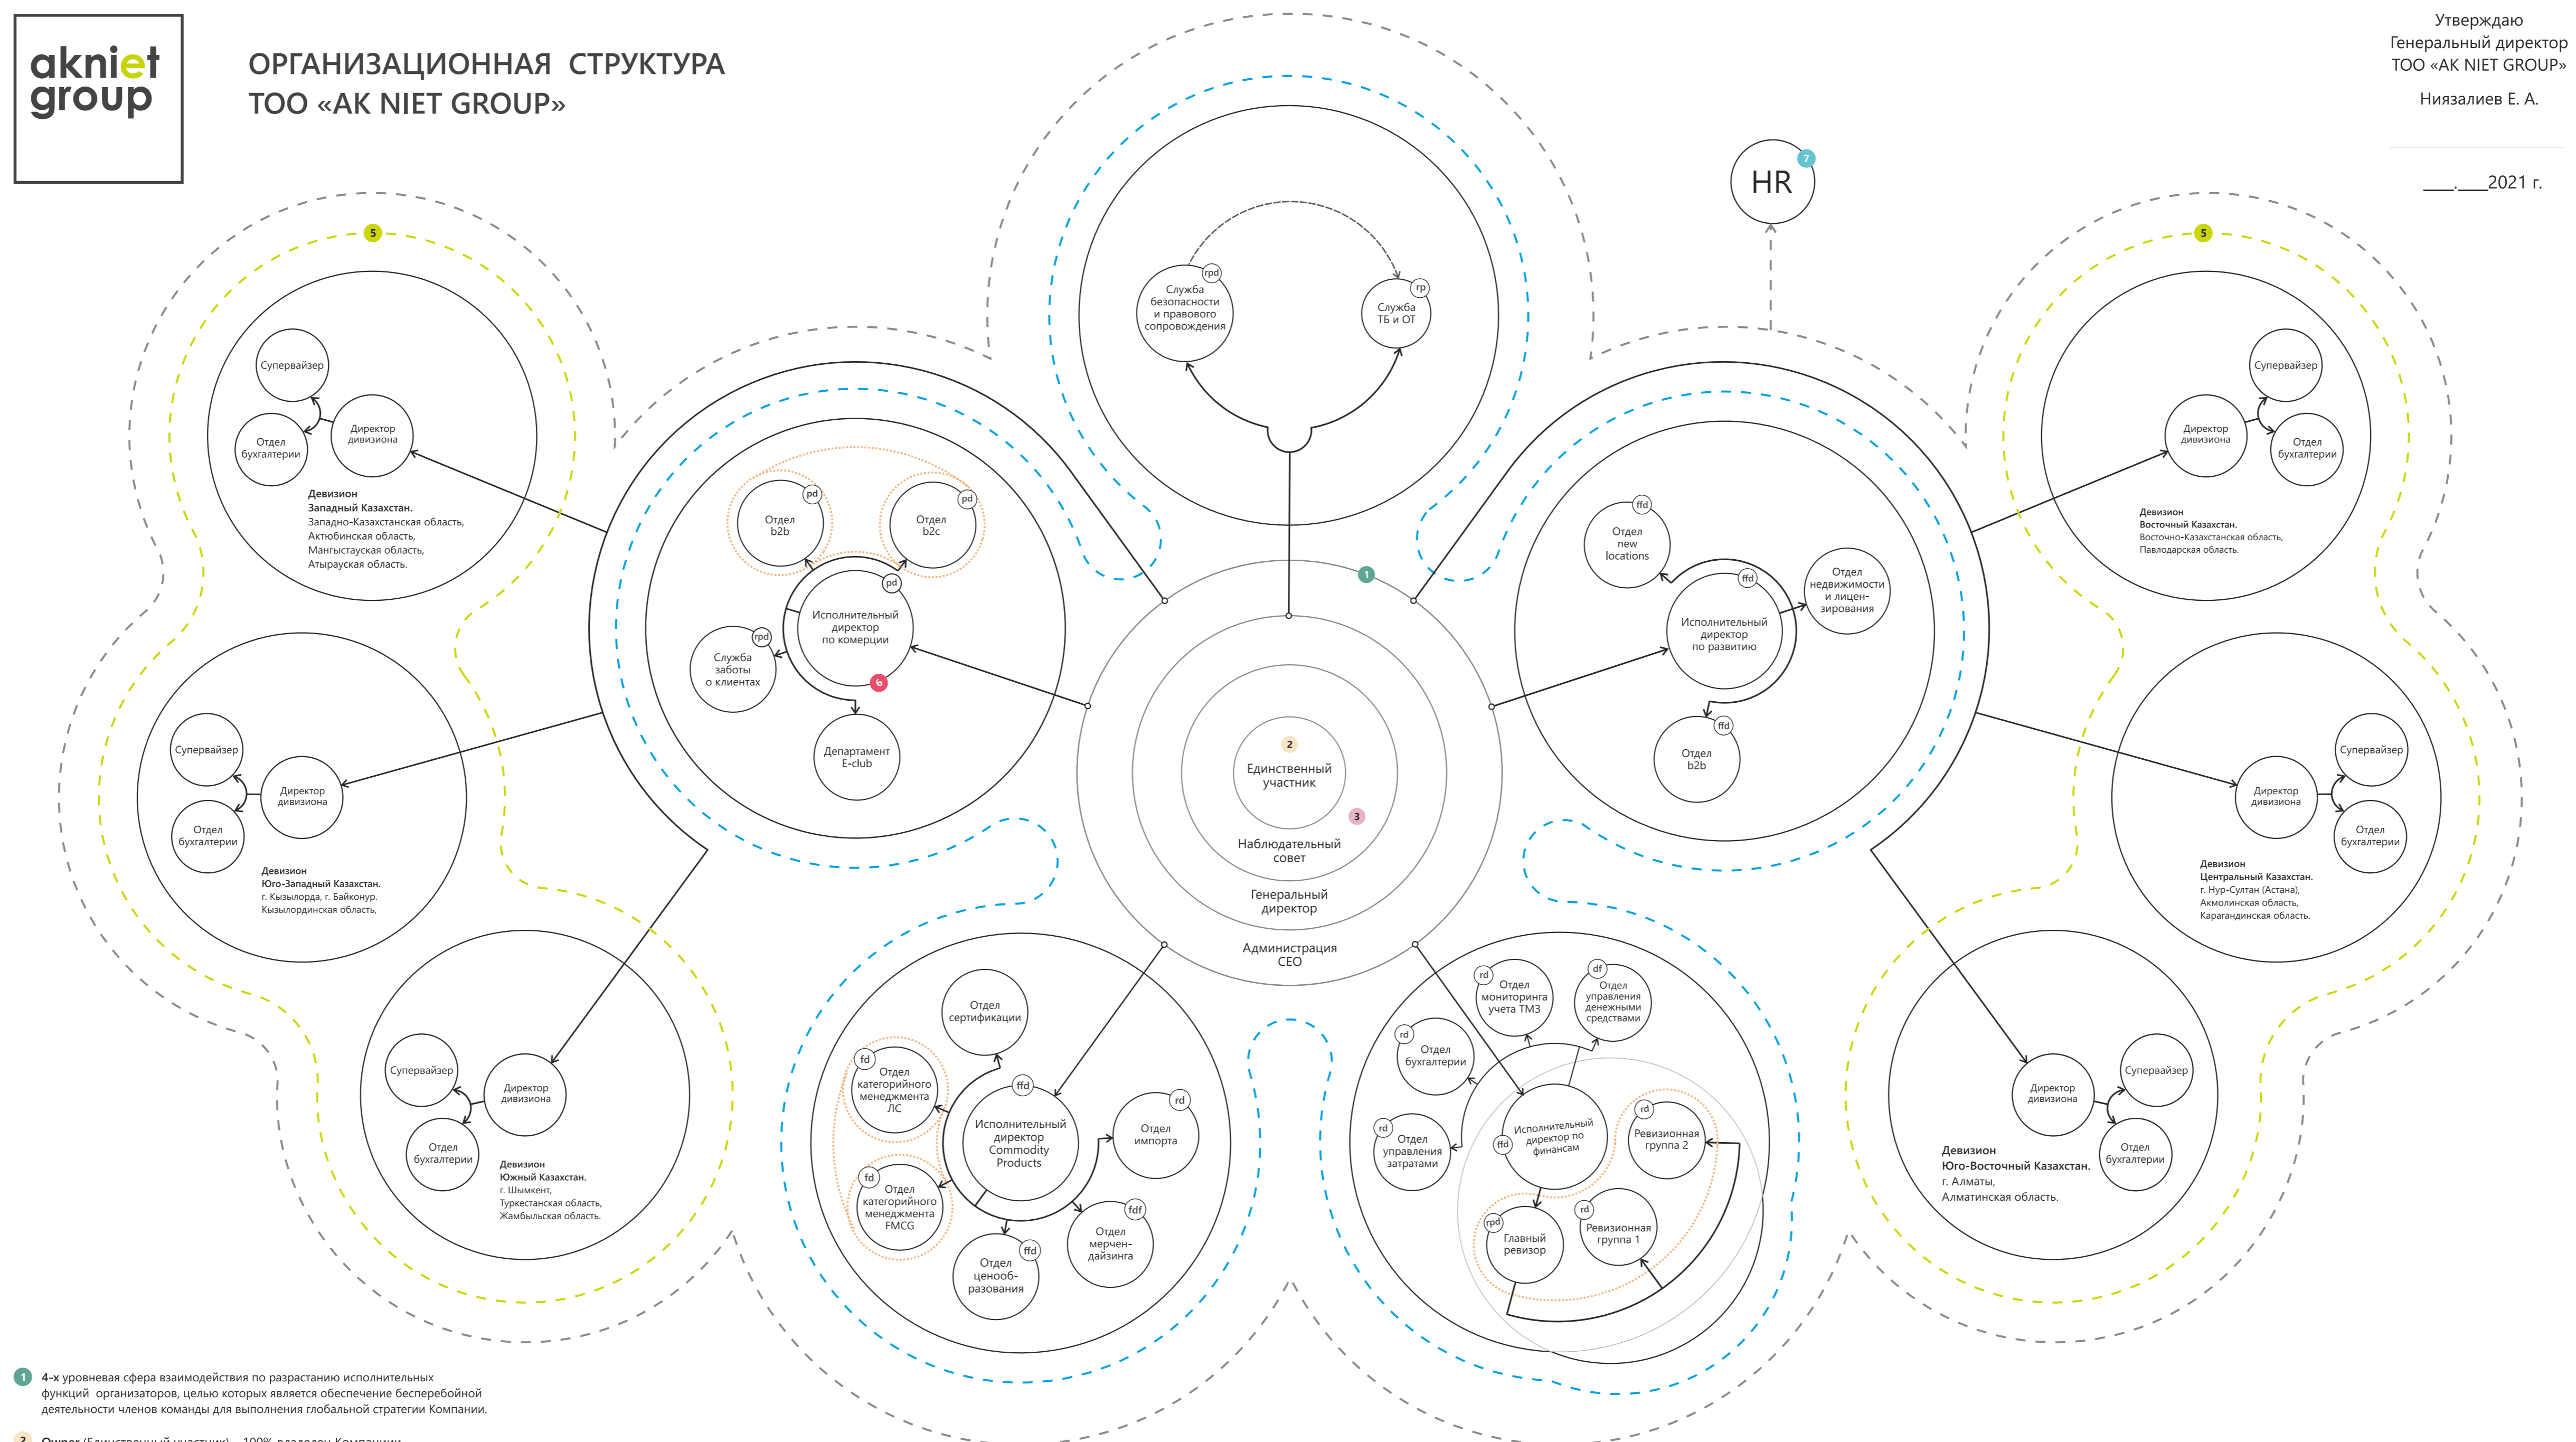 akniet
group
ОРГАНИЗАЦИОННАЯ СТРУКТУРА
ТОО «AK NIET GROUP»
Утверждаю
Генеральный директор
ТОО «AK NIET GROUP»
Ниязалиев Е. А.
___.___2021 г.
HR
7
5
Супервайзер
Отдел
бухгалтерии
Директор
дивизиона
Девизион
Западный Казахстан.
Западно-Казахстанская область,
Актюбинская область,
Мангыстауская область,
Атырауская область.
Супервайзер
Отдел
бухгалтерии
Директор
дивизиона
Девизион
Юго-Западный Казахстан.
г. Кызылорда, г. Байконур.
Кызылординская область,
Супервайзер
Отдел
бухгалтерии
Директор
дивизиона
Девизион
Южный Казахстан.
г. Шымкент,
Туркестанская область,
Жамбыльская область.
pd
Отдел
b2b
pd
Отдел
b2c
pd
Исполнительный
директор
по комерции
6
rpd
Служба
заботы
о клиентах
Департамент
E-club
rpd
Служба
безопасности
и правового
сопровождения
rp
Служба
ТБ и ОТ
1
2
Единственный
участник
3
Наблюдательный
совет
Генеральный
директор
Администрация
CEO
ffd
Отдел
new
locations
ffd
Исполнительный
директор
по развитию
Отдел
недвижимости
и лицен-
зирования
ffd
Отдел
b2b
Отдел
сертификации
fd
Отдел
категорийного
менеджмента
ЛС
fd
Отдел
категорийного
менеджмента
FMCG
ffd
Исполнительный
директор
Commodity
Products
rd
Отдел
импорта
fdf
Отдел
мерчен-
дайзинга
ffd
Отдел
ценооб-
разования
rd
Отдел
мониторинга
учета ТМЗ
df
Отдел
управления
денежными
средствами
rd
Отдел
бухгалтерии
rd
Отдел
управления
затратами
ffd
Исполнительный
директор по
финансам
rd
Ревизионная
группа 2
rd
Ревизионная
группа 1
rpd
Главный
ревизор
5
Супервайзер
Директор
дивизиона
Отдел
бухгалтерии
Девизион
Восточный Казахстан.
Восточно-Казахстанская область,
Павлодарская область.
Супервайзер
Директор
дивизиона
Отдел
бухгалтерии
Девизион
Центральный Казахстан.
г. Нур-Султан (Астана),
Акмолинская область,
Карагандинская область.
Супервайзер
Директор
дивизиона
Отдел
бухгалтерии
Девизион
Юго-Восточный Казахстан.
г. Алматы,
Алматинская область.
1 4-х уровневая сфера взаимодействия по разрастанию исполнительных
функций организаторов, целью которых является обеспечение бесперебойной
деятельности членов команды для выполнения глобальной стратегии Компании.